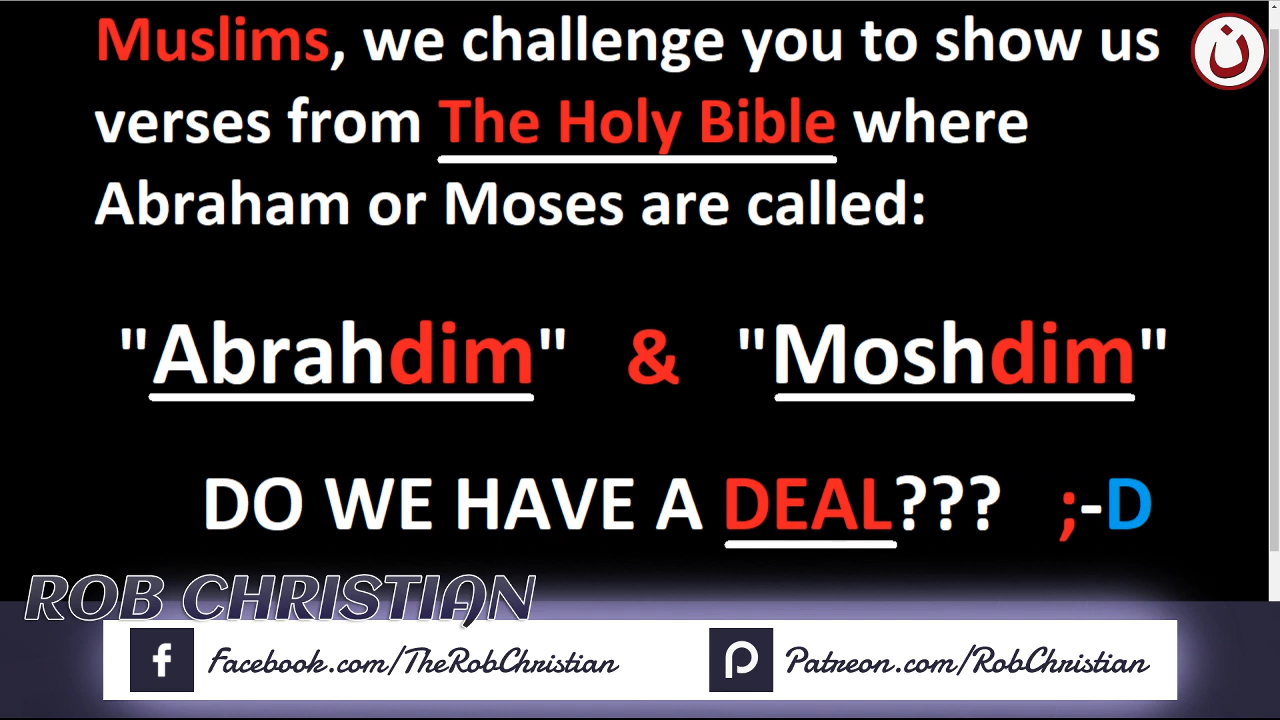 Muslims, we challenge you to show us
ن
verses from The Holy Bible where
Abraham or Moses are called:
"Abrahdim" & "Moshdim"
DO WE HAVE A DEAL??? ;-D
ROB CHRISTIAN
f Facebook.com/TheRobChristian
Patreon.com/RobChristian